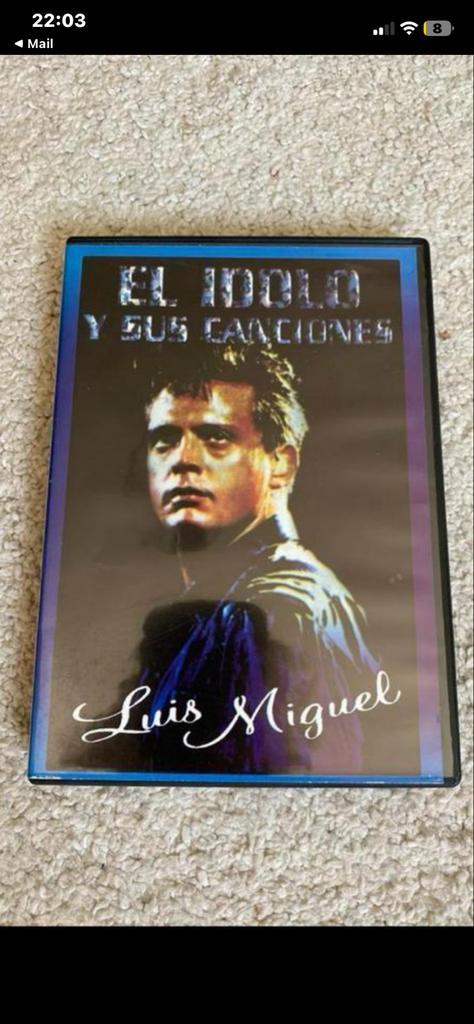 22:03
8
◀ Mail
EL IDOLO
Y SUS CANCIONES
Luis Miguel